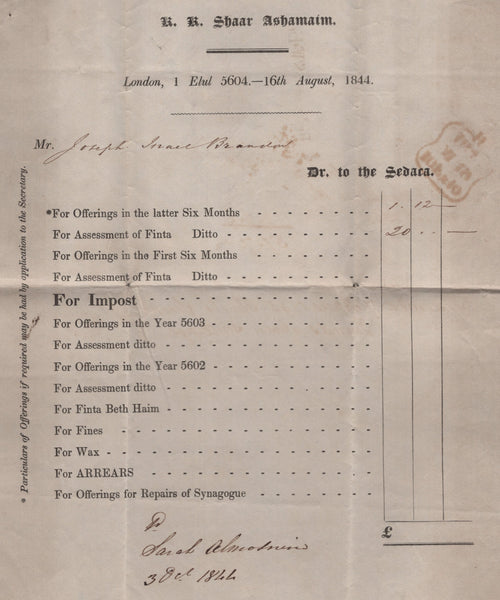 K. K. Shaar Ashamaim.
London, 1 Elul 5604.—16th August, 1844.
Mr. Joseph Israel Brandon
Dr. to the Sedaca.
*For Offerings in the latter Six Months - - - - - - - - 1 . 12 —
For Assessment of Finta Ditto - - - - - - - - - 20 . . . —
For Offerings in the First Six Months - - - - - - - -
For Assessment of Finta Ditto - - - - - - - - -
For Impost - - - - - - - - - - - - -
For Offerings in the Year 5603 - - - - - - - - - -
For Assessment ditto - - - - - - - - - - - -
For Offerings in the Year 5602 - - - - - - - - - -
For Assessment ditto - - - - - - - - - - - -
For Finta Beth Haim - - - - - - - - - - - -
For Fines - - - - - - - - - - - - - -
For Wax - - - - - - - - - - - - - - -
For ARREARS - - - - - - - - - - - - -
For Offerings for Repairs of Synagogue - - - - - - -
£
* Particulars of Offerings if required may be had by application to the Secretary.
Sarah Almosnino
3 Oct 1844